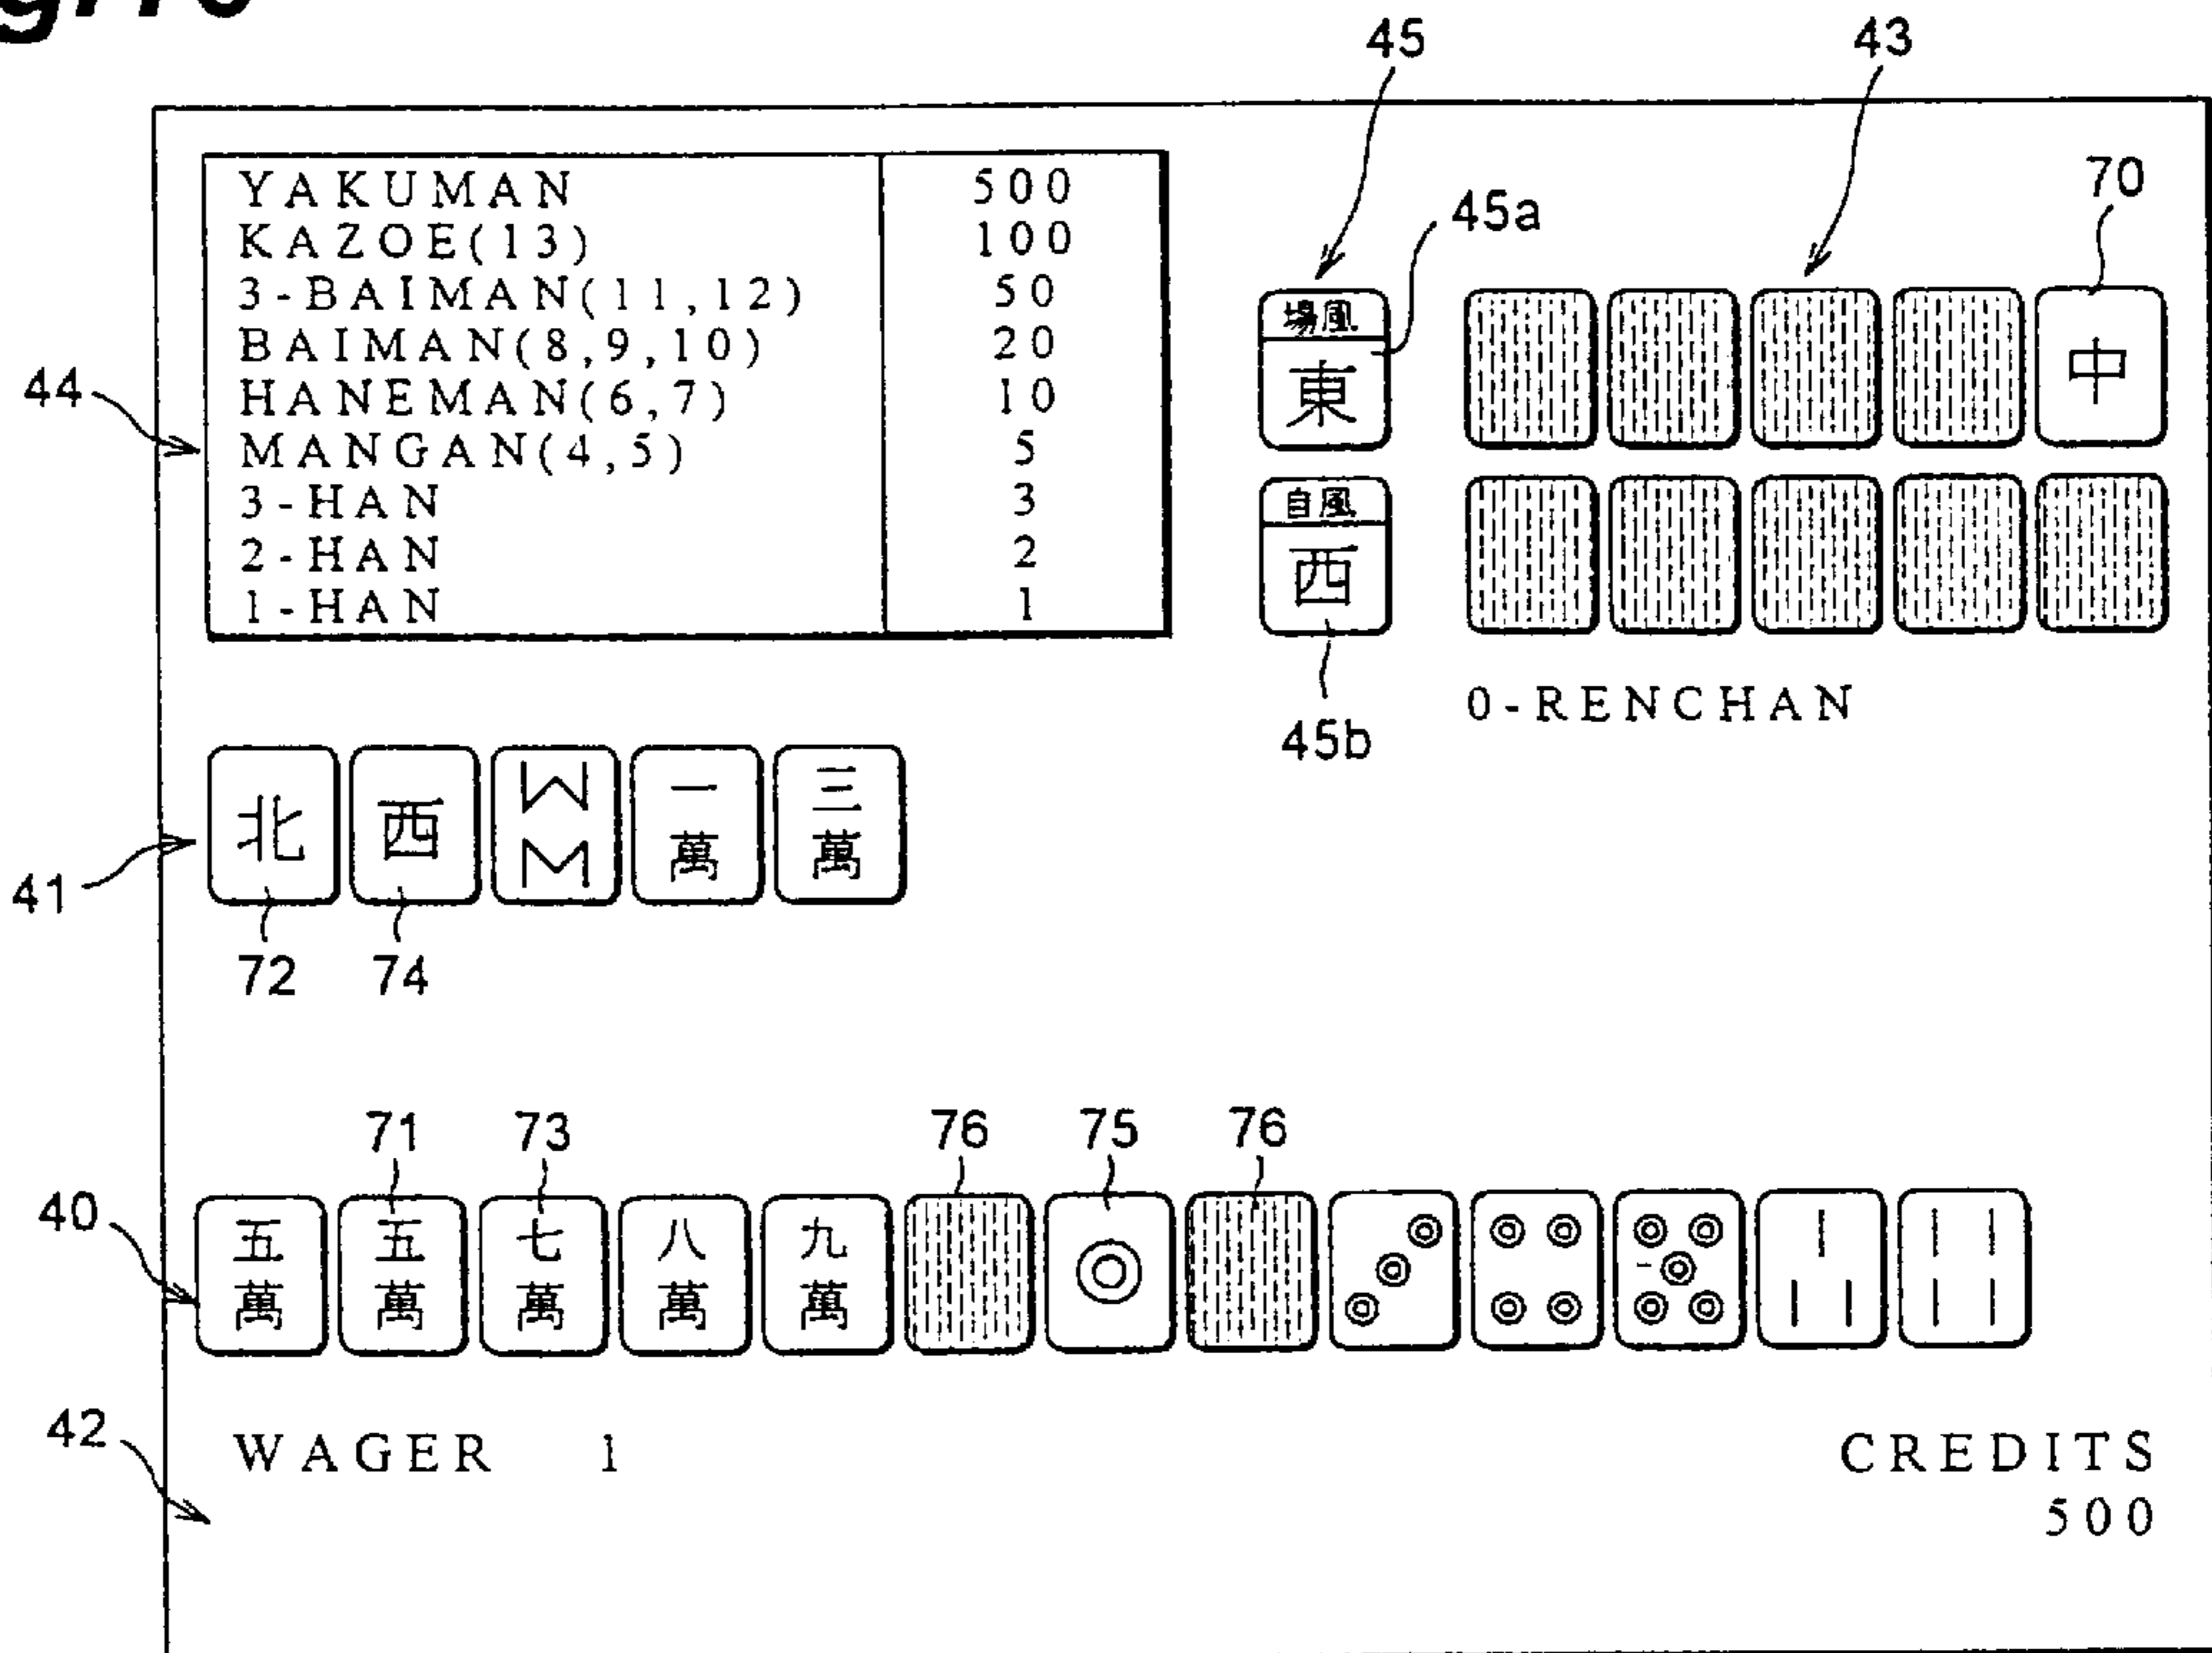 45 43
YAKUMAN 500
KAZOE(13) 100
3-BAIMAN(11,12) 50
BAIMAN(8,9,10) 20
HANEMAN(6,7) 10
MANGAN(4,5) 5
3-HAN 3
2-HAN 2
1-HAN 1
44
45a
70
場風
東
中
自風
西
45b
0-RENCHAN
41
北 西 一萬 三萬
72 74
71 73 76 75 76
40
五萬 五萬 七萬 八萬 九萬
42
WAGER 1
CREDITS
500